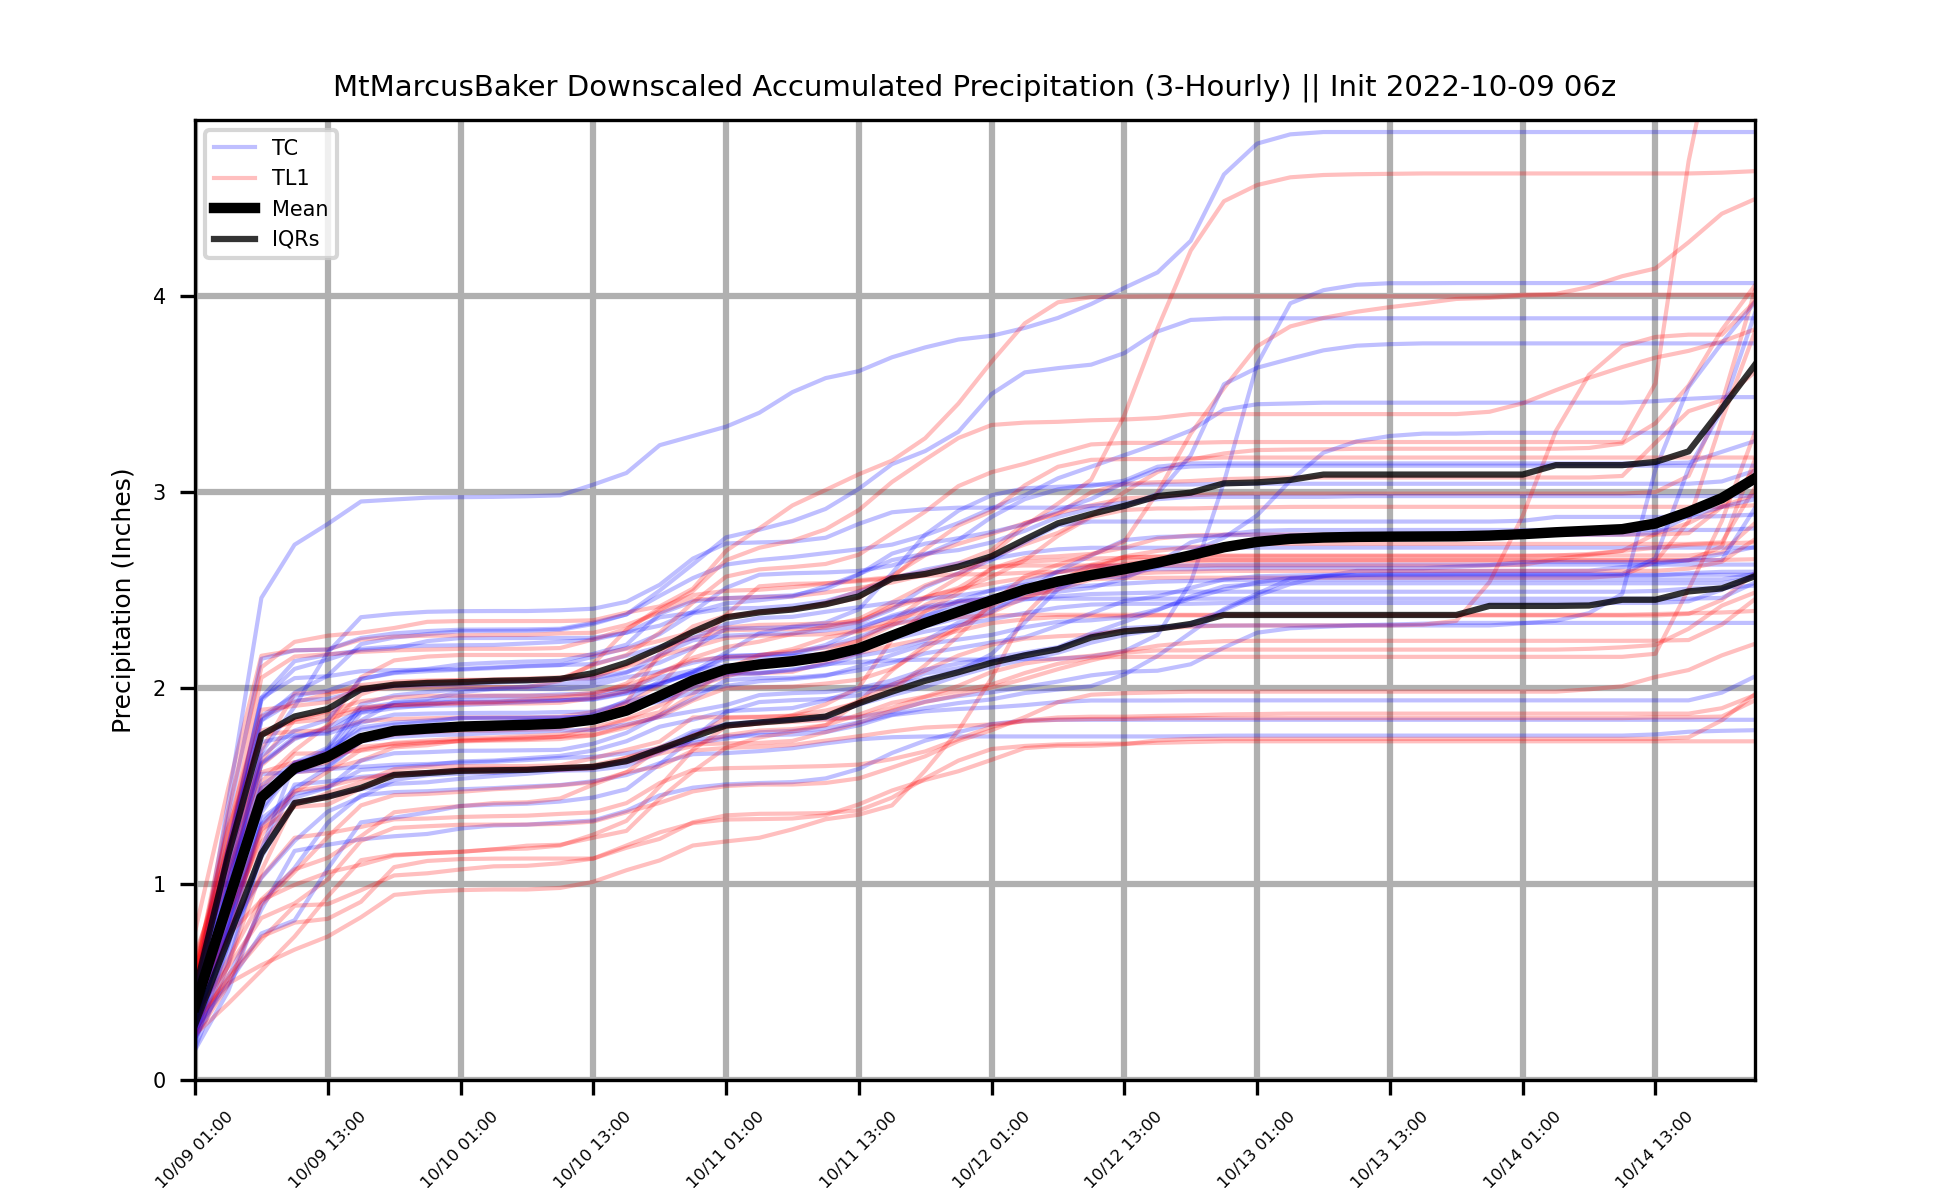 MtMarcusBaker Downscaled Accumulated Precipitation (3-Hourly) || Init 2022-10-09 06z
TC
TL1
Mean
IQRs
Precipitation (Inches)
4
3
2
1
0
10/09 01:00
10/09 13:00
10/10 01:00
10/10 13:00
10/11 01:00
10/11 13:00
10/12 01:00
10/12 13:00
10/13 01:00
10/13 13:00
10/14 01:00
10/14 13:00